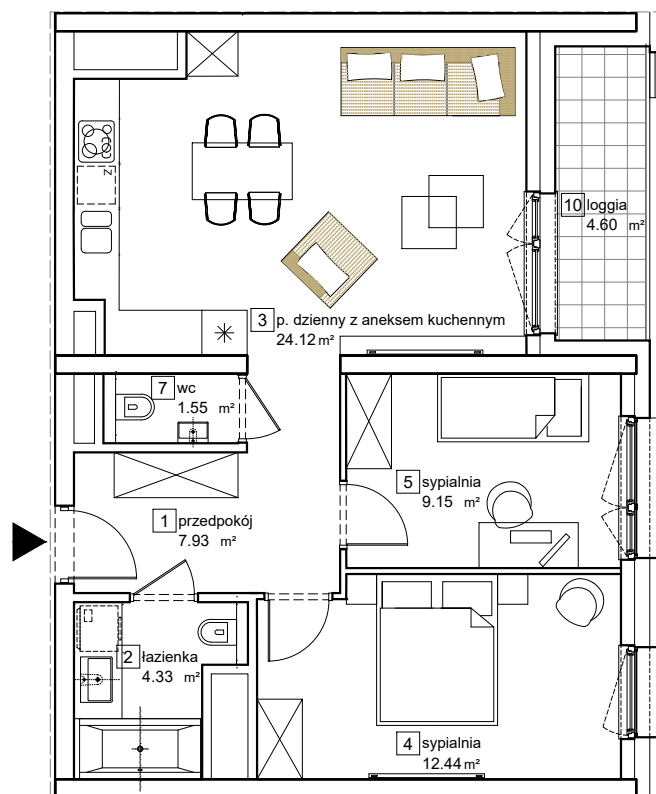 10 loggia
4.60 m²
Z
3 p. dzienny z aneksem kuchennym
24.12 m²
7 wc
1.55 m²
5 sypialnia
9.15 m²
1 przedpokój
7.93 m²
2 łazienka
4.33 m²
4 sypialnia
12.44 m²